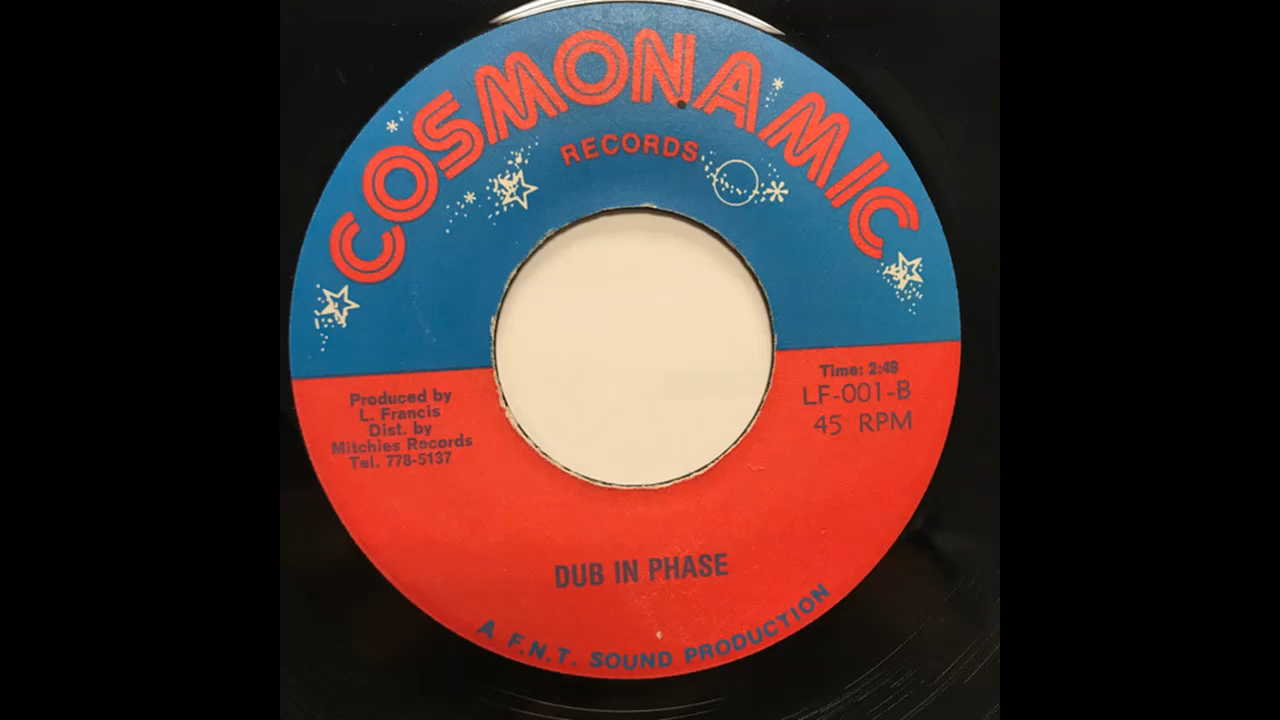 COSMONAMIC
RECORDS
Produced by
L. Francis
Dist. by
Mitchies Records
Tel. 778-5137
Time: 2:49
LF-001-B
45 RPM
DUB IN PHASE
A F.N.T. SOUND PRODUCTION